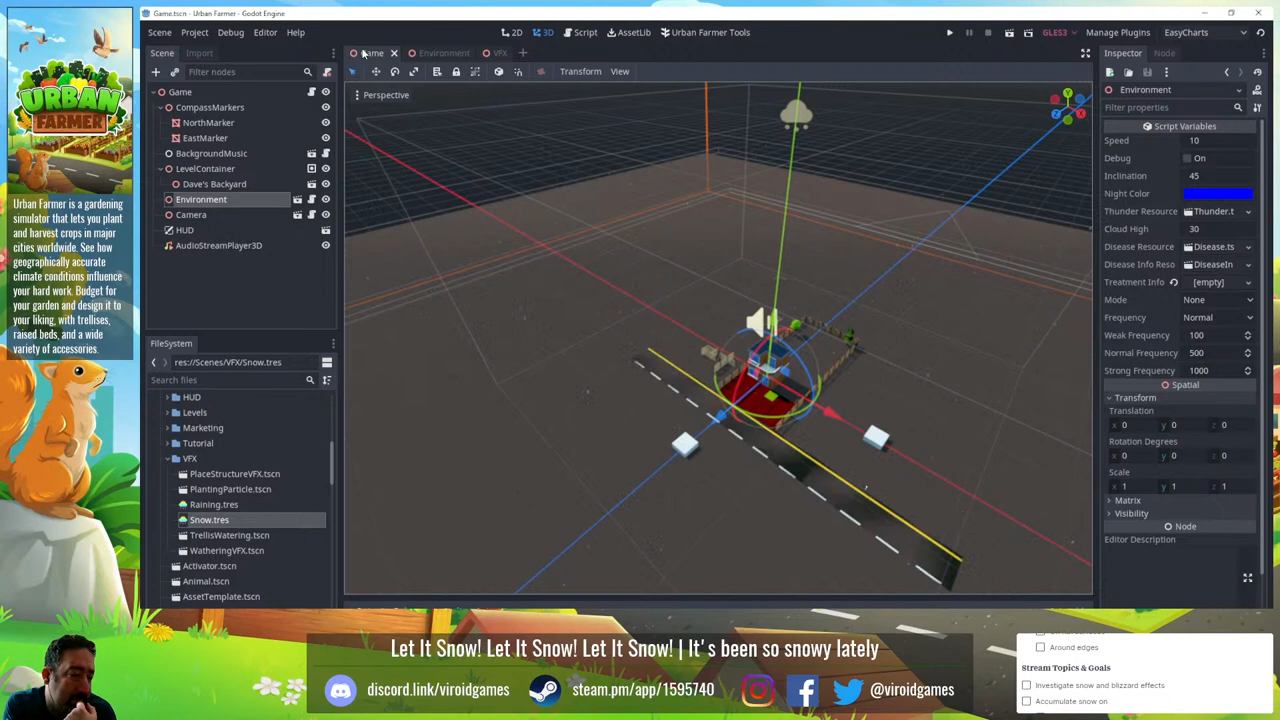 Game.tscn - Urban Farmer - Godot Engine
Scene Project Debug Editor Help
2D 3D Script AssetLib Urban Farmer Tools
GLES3 Manage Plugins EasyCharts
Scene Import
Filter nodes
Game
CompassMarkers
NorthMarker
EastMarker
BackgroundMusic
LevelContainer
Dave's Backyard
Environment
Camera
HUD
AudioStreamPlayer3D
FileSystem
res://Scenes/VFX/Snow.tres
Search files
HUD
Levels
Marketing
Tutorial
VFX
PlaceStructureVFX.tscn
PlantingParticle.tscn
Raining.tres
Snow.tres
TrellisWatering.tscn
WatheringVFX.tscn
Activator.tscn
Animal.tscn
AssetTemplate.tscn
Game Environment VFX
Transform View
Perspective
Y
X
Z
Inspector Node
Environment
Filter properties
Script Variables
Speed 10
Debug On
Inclination 45
Night Color
Thunder Resource Thunder.t
Cloud High 30
Disease Resource Disease.ts
Disease Info Reso DiseaseIn
Treatment Info [empty]
Mode None
Frequency Normal
Weak Frequency 100
Normal Frequency 500
Strong Frequency 1000
Spatial
Transform
Translation
x 0 y 0 z 0
Rotation Degrees
x 0 y 0 z 0
Scale
x 1 y 1 z 1
Matrix
Visibility
Node
Editor Description
URBAN
FARMER
Urban Farmer is a gardening
simulator that lets you plant
and harvest crops in major
cities worldwide. See how
geographically accurate
climate conditions influence
your hard work. Budget for
your garden and design it to
your liking, with trellises,
raised beds, and a wide
variety of accessories.
Let It Snow! Let It Snow! Let It Snow! | It's been so snowy lately
discord.link/viroidgames steam.pm/app/1595740 @viroidgames
Around edges
Stream Topics & Goals
Investigate snow and blizzard effects
Accumulate snow on